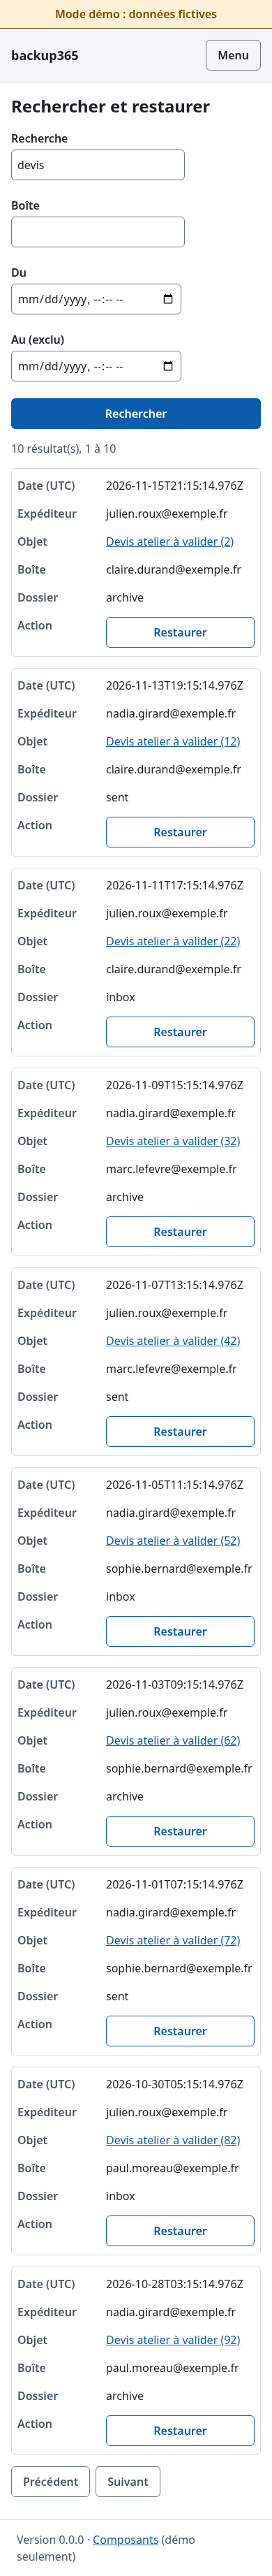 Mode démo : données fictives
backup365
Menu
Rechercher et restaurer
Recherche
devis
Boîte
Du
mm/dd/yyyy, --:-- --
Au (exclu)
mm/dd/yyyy, --:-- --
Rechercher
10 résultat(s), 1 à 10
Date (UTC) 2026-11-15T21:15:14.976Z
Expéditeur julien.roux@exemple.fr
Objet Devis atelier à valider (2)
Boîte claire.durand@exemple.fr
Dossier archive
Action Restaurer
Date (UTC) 2026-11-13T19:15:14.976Z
Expéditeur nadia.girard@exemple.fr
Objet Devis atelier à valider (12)
Boîte claire.durand@exemple.fr
Dossier sent
Action Restaurer
Date (UTC) 2026-11-11T17:15:14.976Z
Expéditeur julien.roux@exemple.fr
Objet Devis atelier à valider (22)
Boîte claire.durand@exemple.fr
Dossier inbox
Action Restaurer
Date (UTC) 2026-11-09T15:15:14.976Z
Expéditeur nadia.girard@exemple.fr
Objet Devis atelier à valider (32)
Boîte marc.lefevre@exemple.fr
Dossier archive
Action Restaurer
Date (UTC) 2026-11-07T13:15:14.976Z
Expéditeur julien.roux@exemple.fr
Objet Devis atelier à valider (42)
Boîte marc.lefevre@exemple.fr
Dossier sent
Action Restaurer
Date (UTC) 2026-11-05T11:15:14.976Z
Expéditeur nadia.girard@exemple.fr
Objet Devis atelier à valider (52)
Boîte sophie.bernard@exemple.fr
Dossier inbox
Action Restaurer
Date (UTC) 2026-11-03T09:15:14.976Z
Expéditeur julien.roux@exemple.fr
Objet Devis atelier à valider (62)
Boîte sophie.bernard@exemple.fr
Dossier archive
Action Restaurer
Date (UTC) 2026-11-01T07:15:14.976Z
Expéditeur nadia.girard@exemple.fr
Objet Devis atelier à valider (72)
Boîte sophie.bernard@exemple.fr
Dossier sent
Action Restaurer
Date (UTC) 2026-10-30T05:15:14.976Z
Expéditeur julien.roux@exemple.fr
Objet Devis atelier à valider (82)
Boîte paul.moreau@exemple.fr
Dossier inbox
Action Restaurer
Date (UTC) 2026-10-28T03:15:14.976Z
Expéditeur nadia.girard@exemple.fr
Objet Devis atelier à valider (92)
Boîte paul.moreau@exemple.fr
Dossier archive
Action Restaurer
Précédent Suivant
Version 0.0.0 · Composants (démo
seulement)